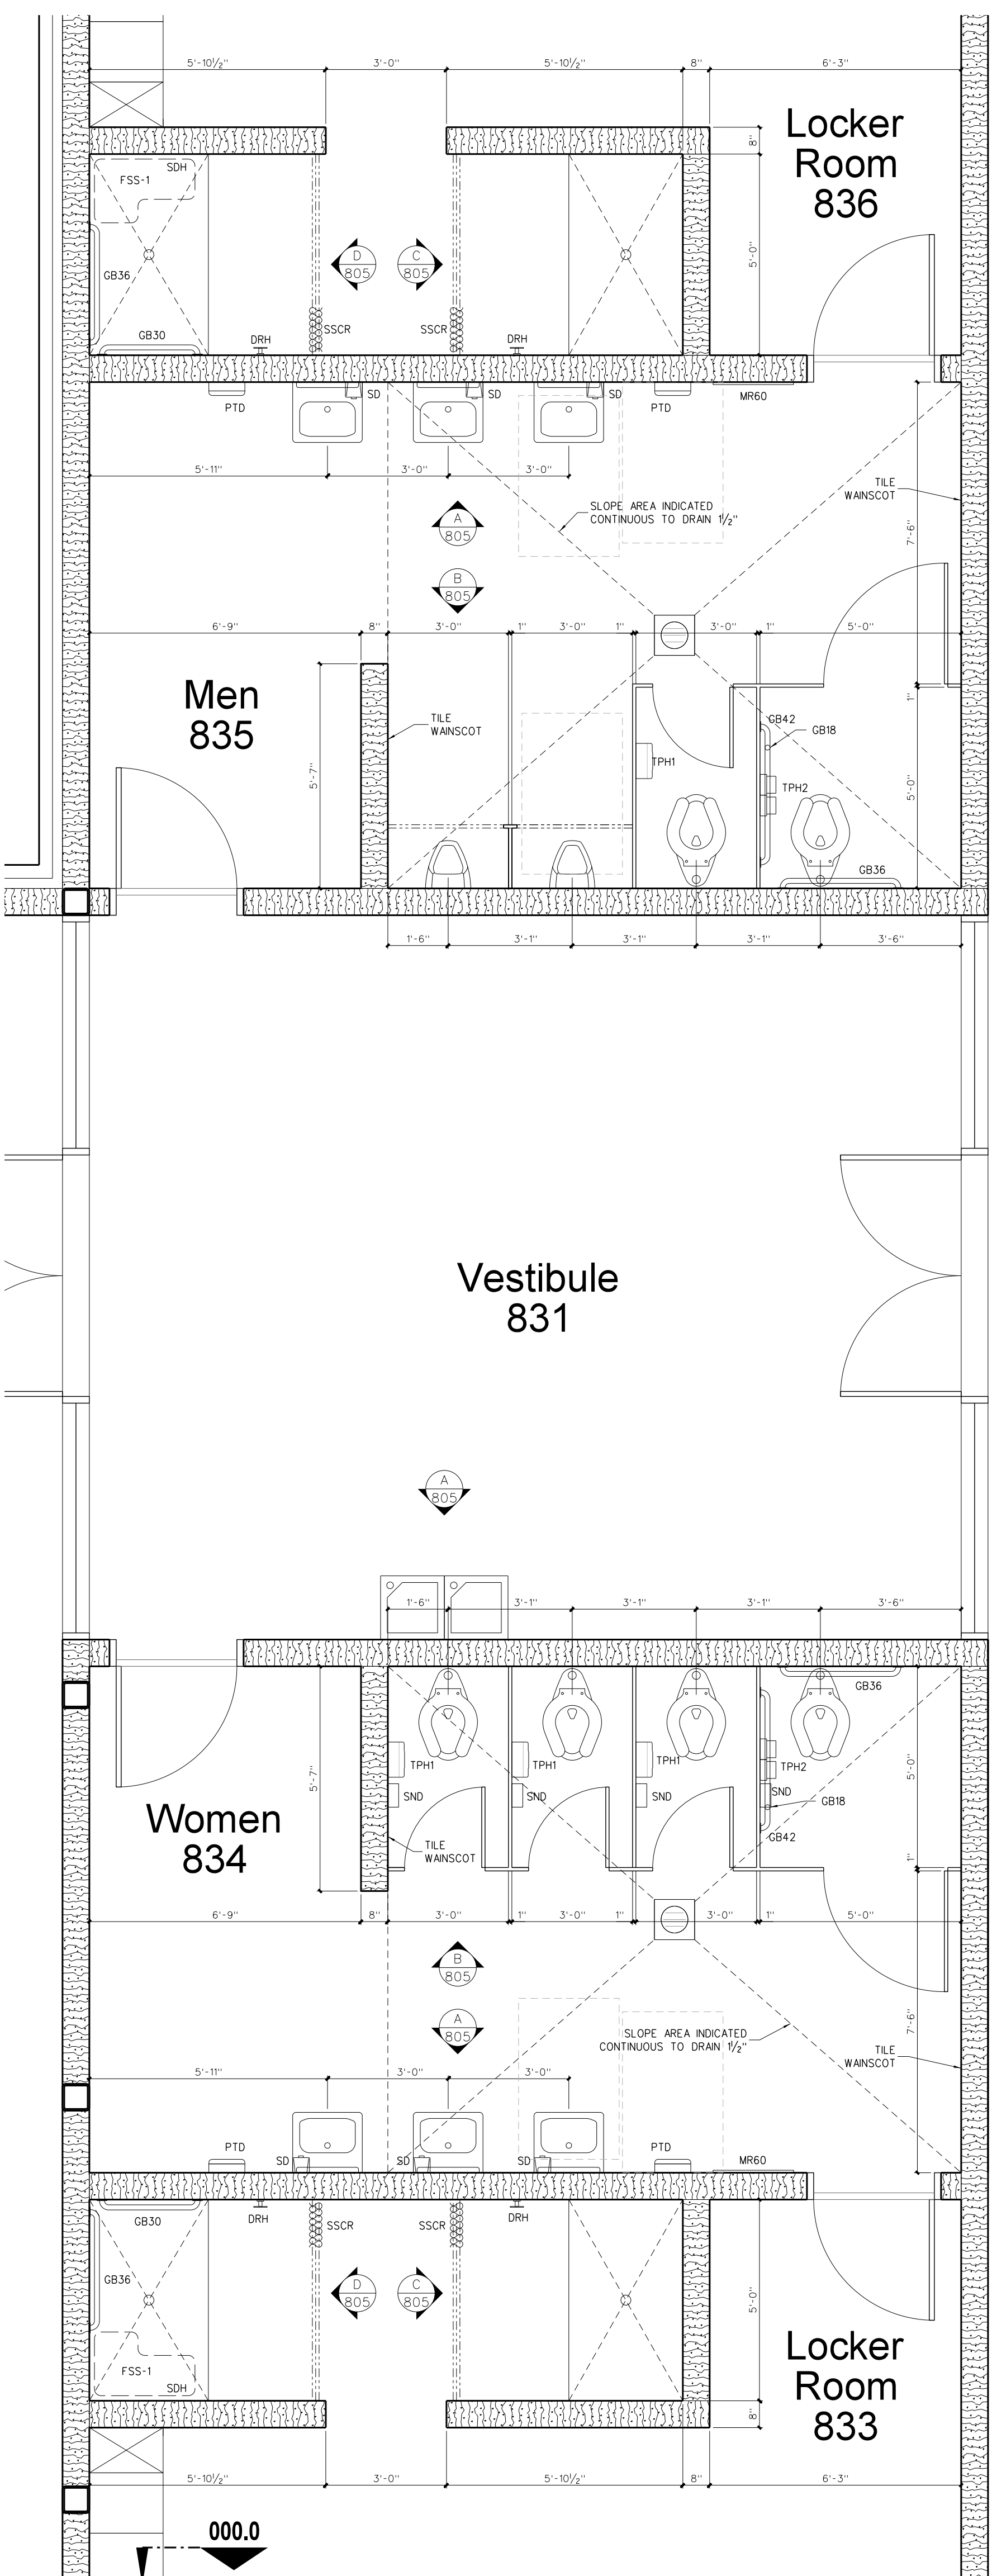 5'-10½"
3'-0"
5'-10½"
8"
6'-3"
Locker
Room
836
8"
SDH
FSS-1
D
805
C
805
5'-0"
GB36
GB30
DRH
SSCR
SSCR
DRH
PTD
SD
SD
SD
PTD
MR60
5'-11"
3'-0"
3'-0"
TILE
WAINSCOT
SLOPE AREA INDICATED
CONTINUOUS TO DRAIN 1½"
A
805
7'-6"
B
805
6'-9"
8"
3'-0"
1"
3'-0"
1"
3'-0"
1"
5'-0"
Men
835
1"
TILE
WAINSCOT
GB42
GB18
TPH1
5'-7"
TPH2
5'-0"
GB36
1'-6"
3'-1"
3'-1"
3'-1"
3'-6"
Vestibule
831
A
805
1'-6"
3'-1"
3'-1"
3'-1"
3'-6"
GB36
TPH1
TPH1
TPH1
TPH2
5'-0"
5'-7"
SND
SND
SND
SND
GB18
GB42
Women
834
TILE
WAINSCOT
1"
6'-9"
8"
3'-0"
1"
3'-0"
1"
3'-0"
1"
5'-0"
B
805
A
805
7'-6"
SLOPE AREA INDICATED
CONTINUOUS TO DRAIN 1½"
TILE
WAINSCOT
5'-11"
3'-0"
3'-0"
PTD
SD
SD
SD
PTD
MR60
GB30
DRH
SSCR
SSCR
DRH
GB36
D
805
C
805
5'-0"
FSS-1
SDH
Locker
Room
833
8"
5'-10½"
3'-0"
5'-10½"
8"
6'-3"
000.0